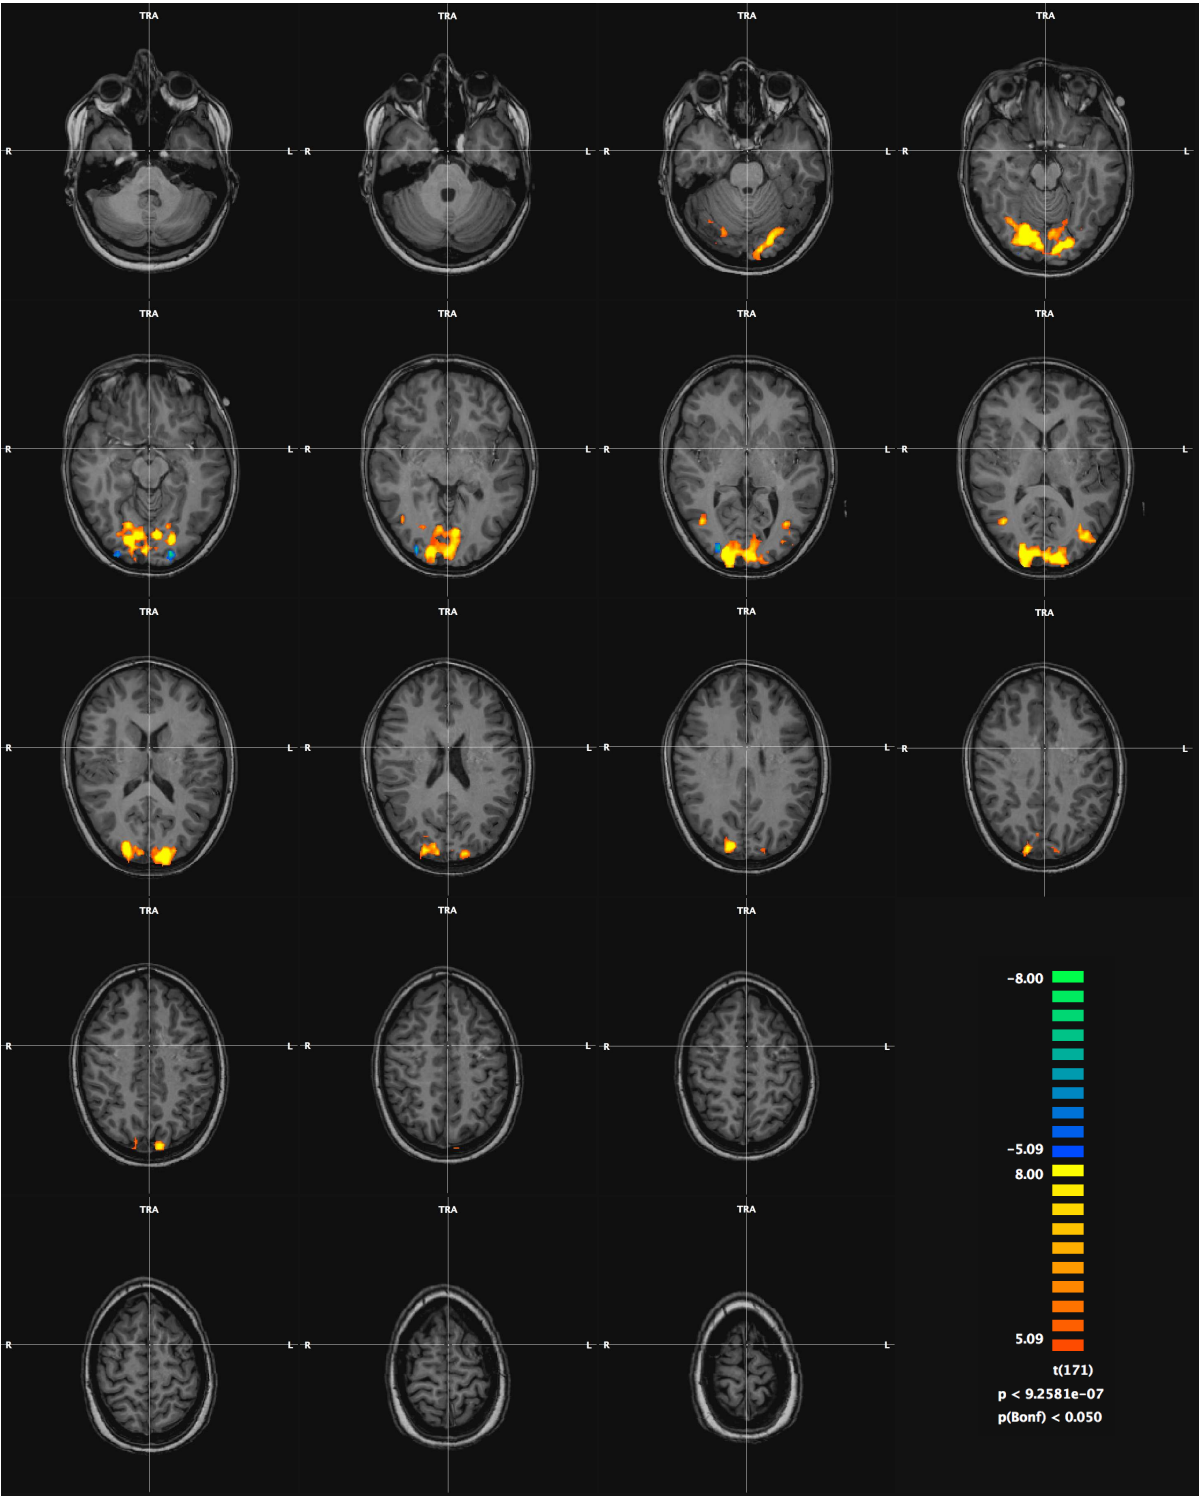 TRA TRA TRA TRA
R L R L R L R L
TRA TRA TRA TRA
R L R L R L R L
TRA TRA TRA TRA
R L R L R L R L
TRA TRA TRA
R L R L R L
−8.00
−5.09
8.00
5.09
t(171)
p < 9.2581e−07
p(Bonf) < 0.050
TRA TRA TRA
R L R L R L